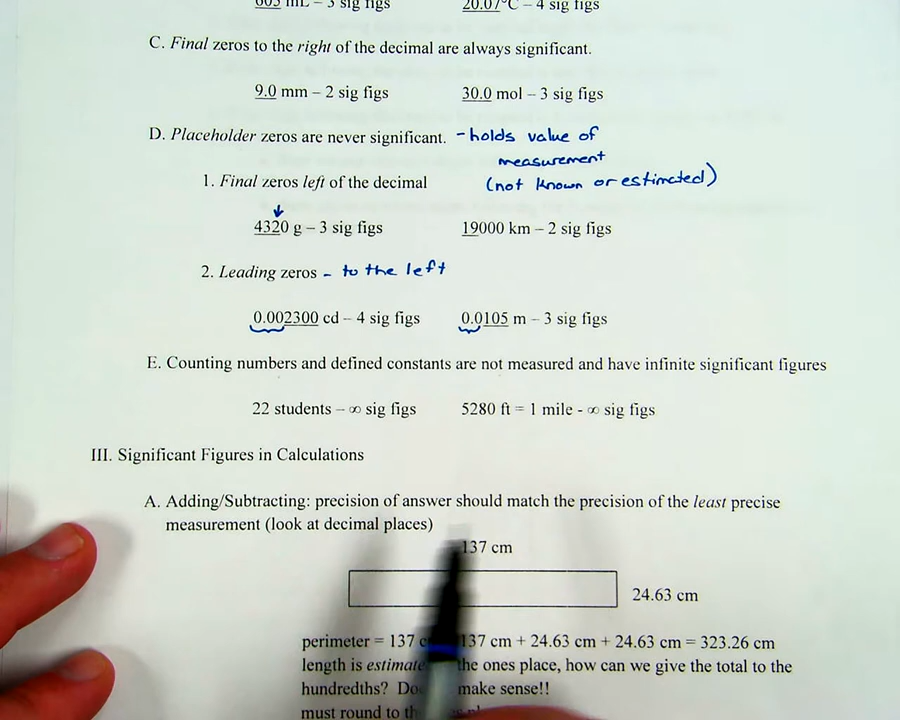 603 mL – 3 sig figs 20.07°C – 4 sig figs
C. Final zeros to the right of the decimal are always significant.
9.0 mm – 2 sig figs 30.0 mol – 3 sig figs
D. Placeholder zeros are never significant. - holds value of
measurement
1. Final zeros left of the decimal (not known or estimated)
4320 g – 3 sig figs 19000 km – 2 sig figs
2. Leading zeros - to the left
0.002300 cd – 4 sig figs 0.0105 m – 3 sig figs
E. Counting numbers and defined constants are not measured and have infinite significant figures
22 students – ∞ sig figs 5280 ft = 1 mile - ∞ sig figs
III. Significant Figures in Calculations
A. Adding/Subtracting: precision of answer should match the precision of the least precise
measurement (look at decimal places)
137 cm
24.63 cm
perimeter = 137 137 cm + 24.63 cm + 24.63 cm = 323.26 cm
length is the ones place, how can we give the total to the
hundredths? make sense!!
must round to